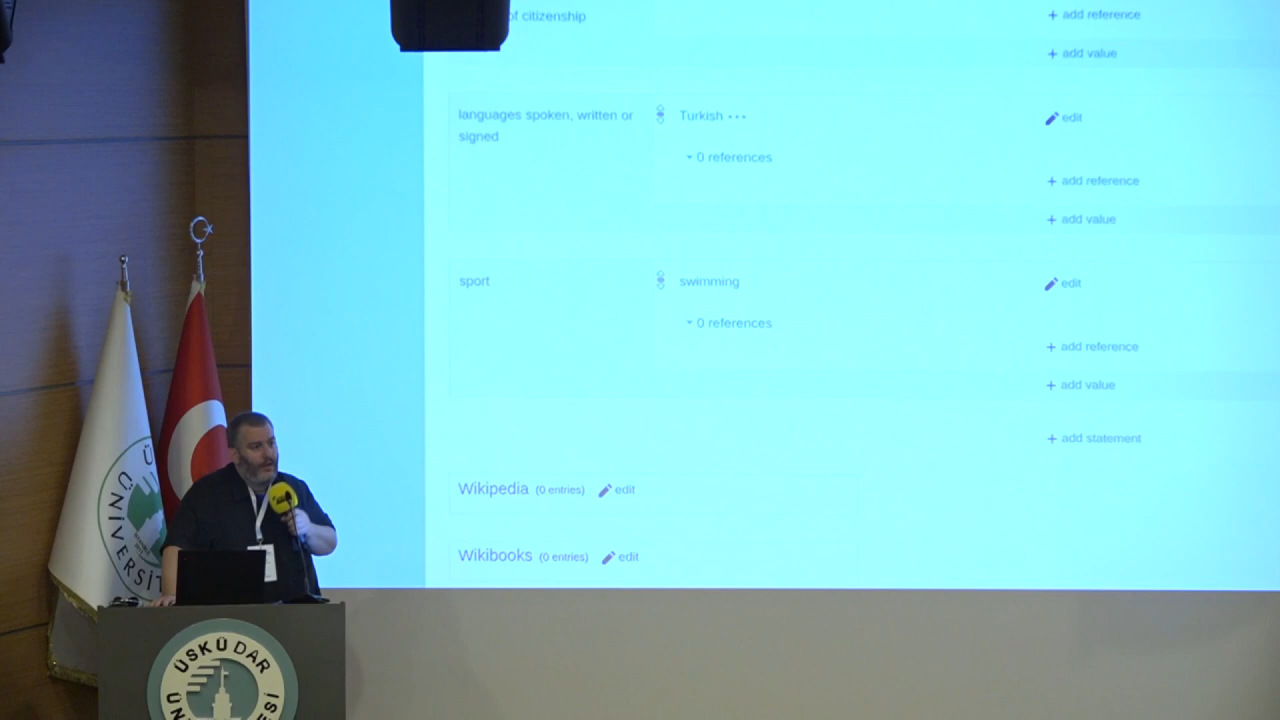 of citizenship
+ add reference
+ add value
languages spoken, written or
signed
Turkish
edit
0 references
+ add reference
+ add value
sport
swimming
edit
0 references
+ add reference
+ add value
+ add statement
Wikipedia (0 entries) edit
Wikibooks (0 entries) edit
ÜNİVERSİT
ÜSKÜDAR